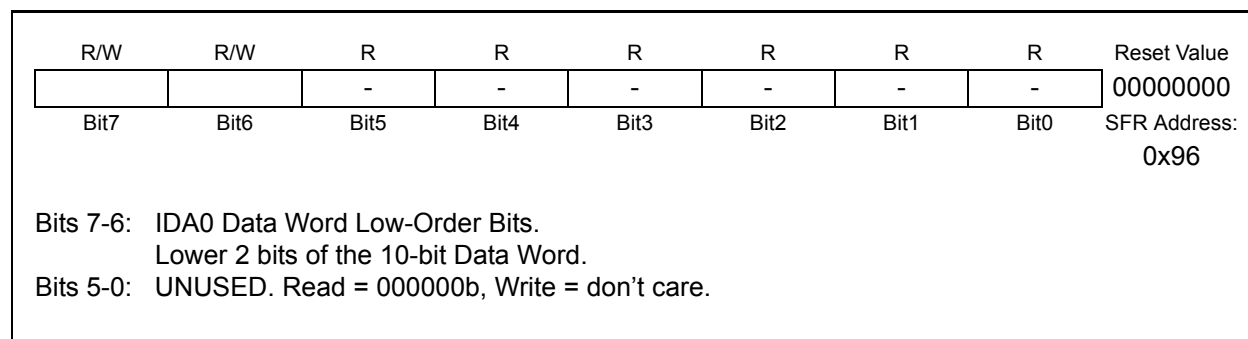 R/W R/W R R R R R R Reset Value
- - - - - - 00000000
Bit7 Bit6 Bit5 Bit4 Bit3 Bit2 Bit1 Bit0 SFR Address:
0x96
Bits 7-6: IDA0 Data Word Low-Order Bits.
Lower 2 bits of the 10-bit Data Word.
Bits 5-0: UNUSED. Read = 000000b, Write = don’t care.